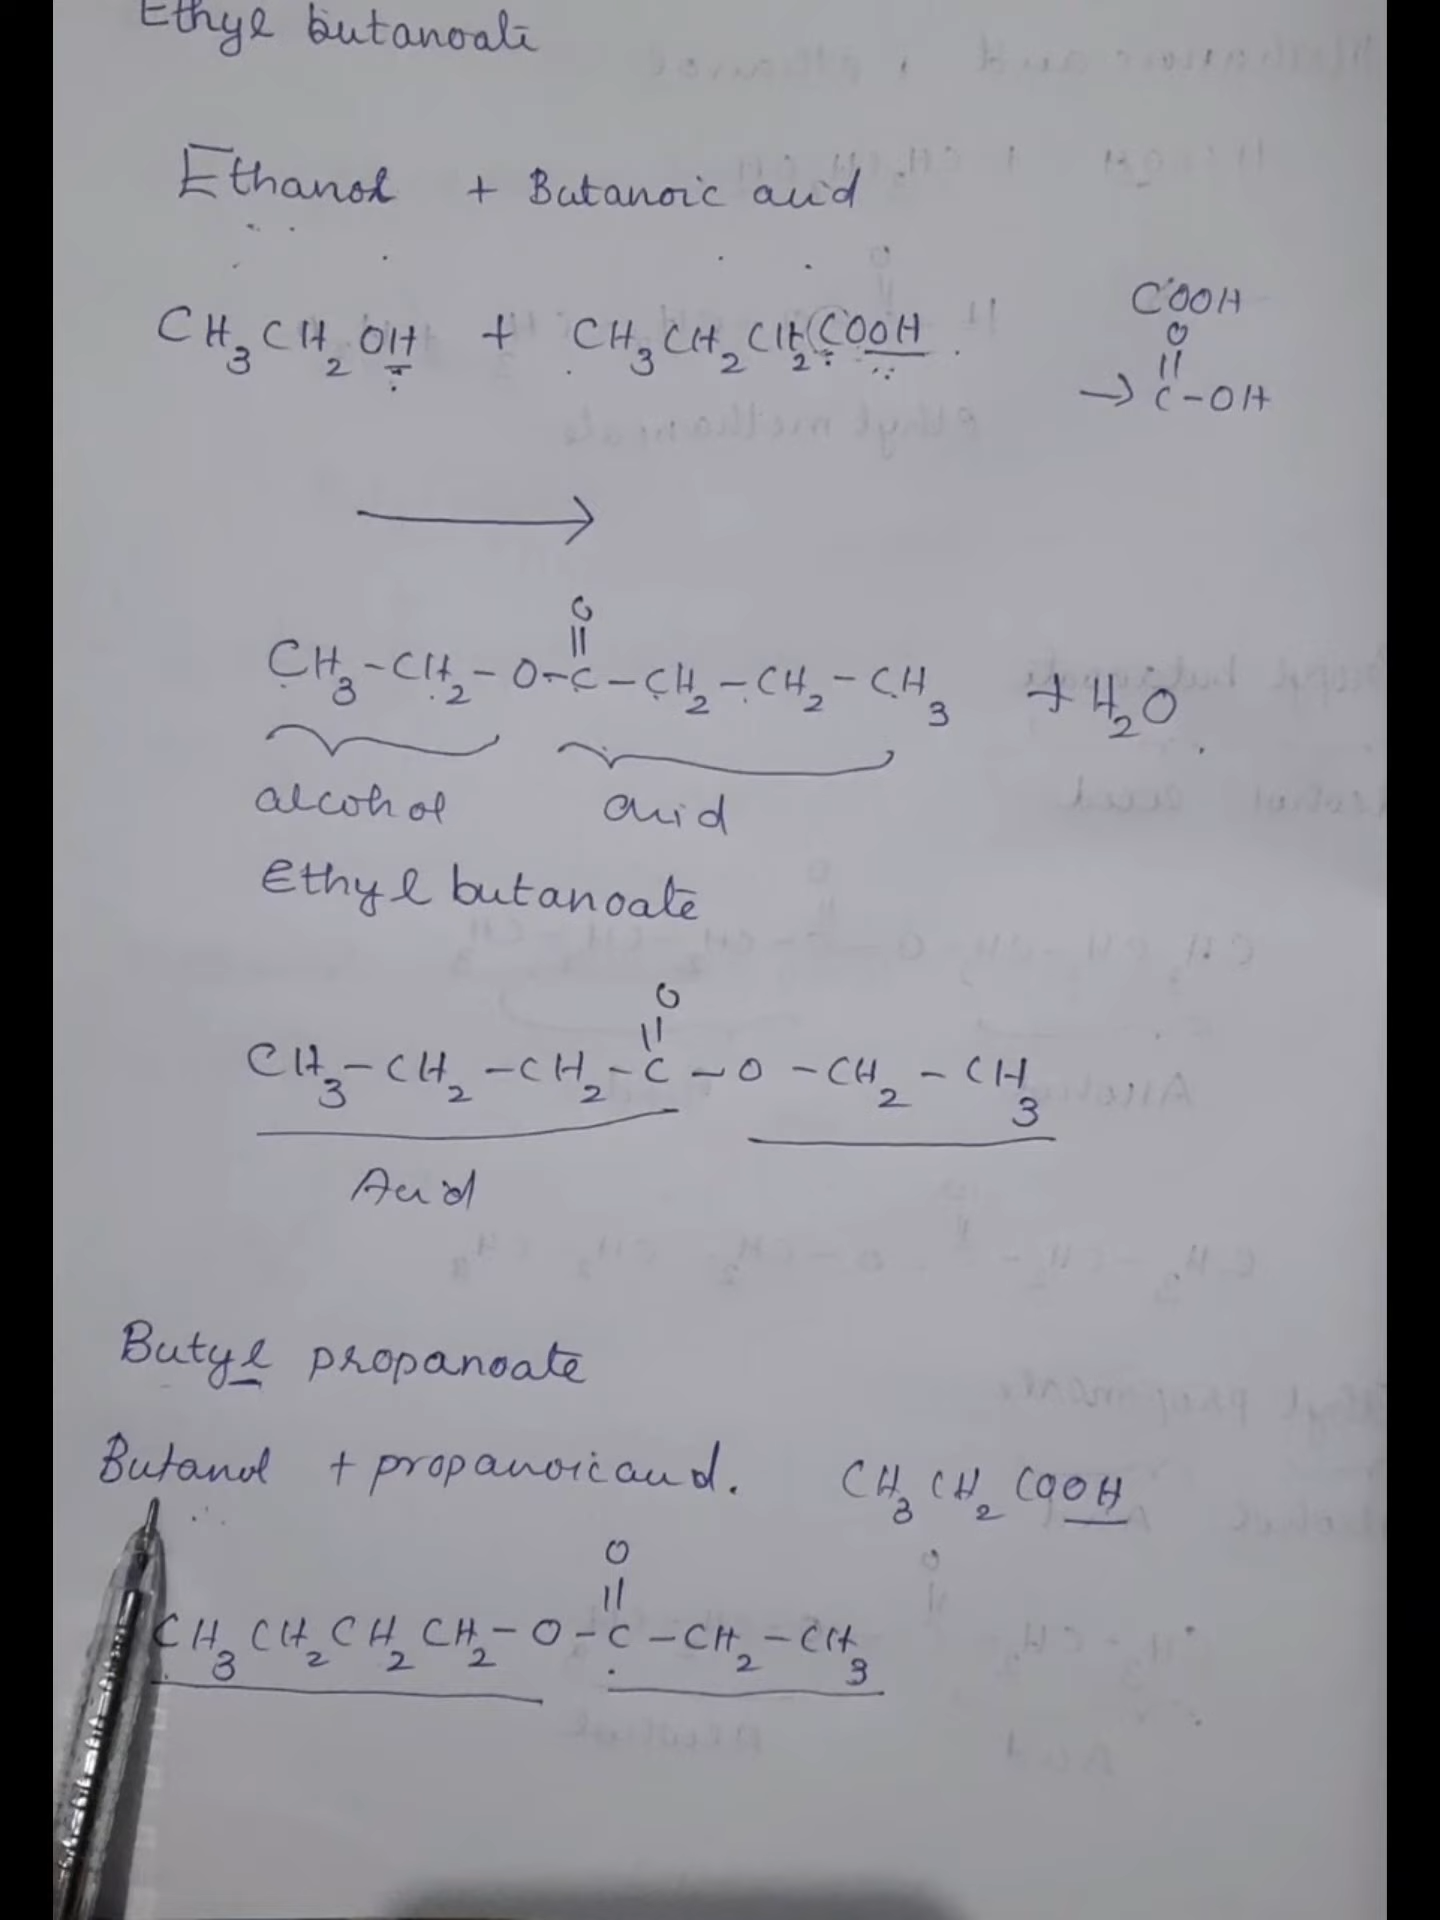 Ethyl butanoate
Ethanol + Butanoic acid
CH3CH2OH + CH3CH2CH2COOH
COOH
O
||
→ C-OH
→
O
||
CH3-CH2-O-C-CH2-CH2-CH3 + H2O
alcohol acid
Ethyl butanoate
O
||
CH3-CH2-CH2-C-O-CH2-CH3
Acid
Butyl propanoate
Butanol + propanoic acid. CH3CH2COOH
O
||
CH3CH2CH2CH2-O-C-CH2-CH3